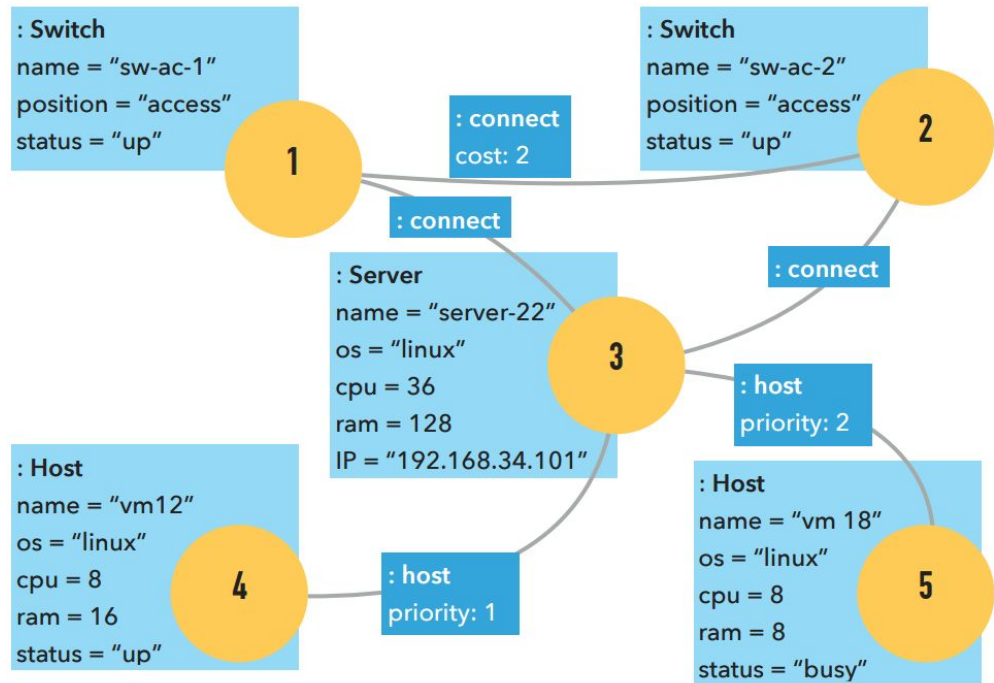 : Switch
name = “sw-ac-1”
position = “access”
status = “up”
1
: Switch
name = “sw-ac-2”
position = “access”
status = “up”
2
: connect
cost: 2
: connect
: connect
: Server
name = “server-22”
os = “linux”
cpu = 36
ram = 128
IP = “192.168.34.101”
3
: host
priority: 2
: Host
name = “vm12”
os = “linux”
cpu = 8
ram = 16
status = “up”
4
: host
priority: 1
: Host
name = “vm 18”
os = “linux”
cpu = 8
ram = 8
status = “busy”
5